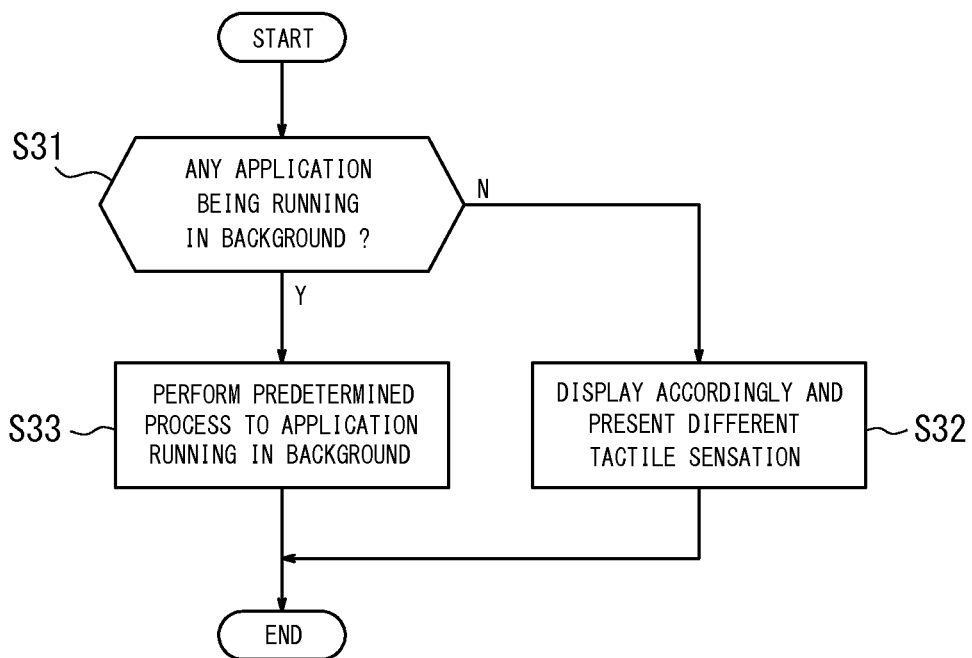 START
S31
ANY APPLICATION
BEING RUNNING
IN BACKGROUND ?
N
Y
S33
PERFORM PREDETERMINED
PROCESS TO APPLICATION
RUNNING IN BACKGROUND
DISPLAY ACCORDINGLY AND
PRESENT DIFFERENT
TACTILE SENSATION
S32
END